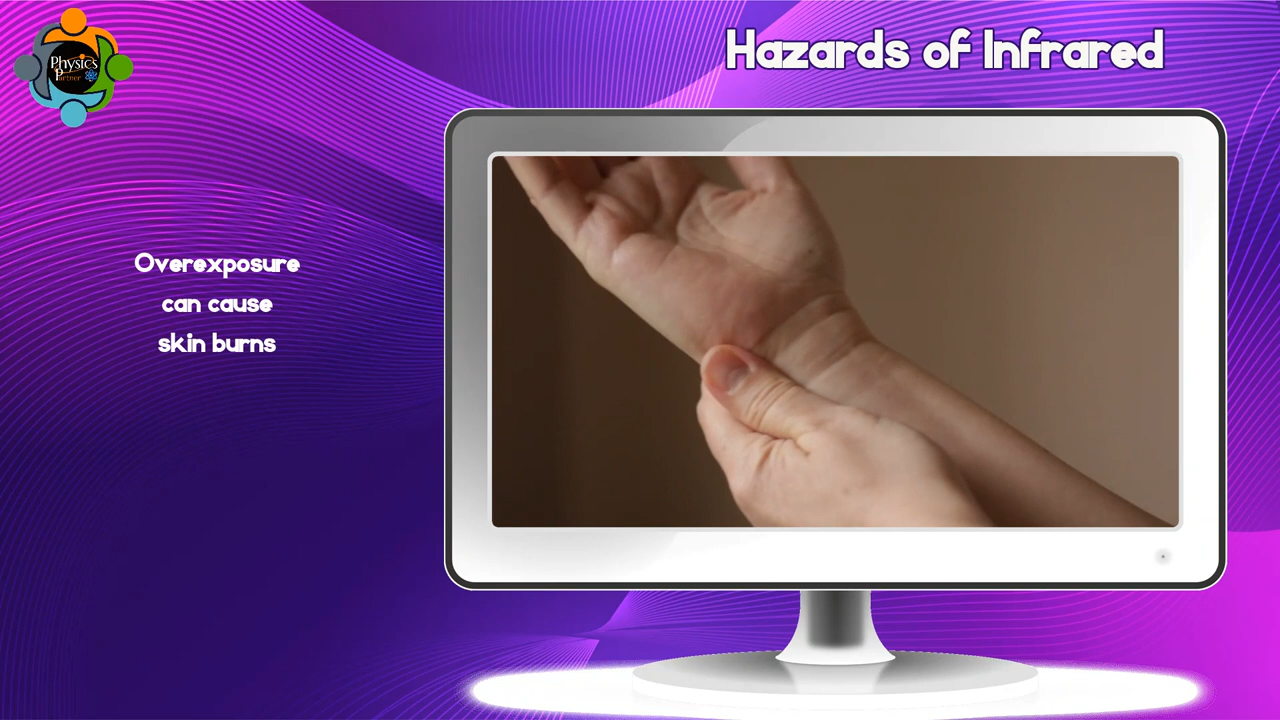 Physics
Partner
Hazards of Infrared
Overexposure
can cause
skin burns